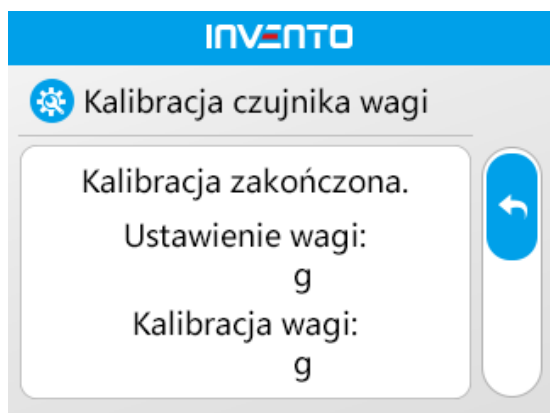 INVENTO
Kalibracja czujnika wagi
Kalibracja zakończona.
Ustawienie wagi:
g
Kalibracja wagi:
g